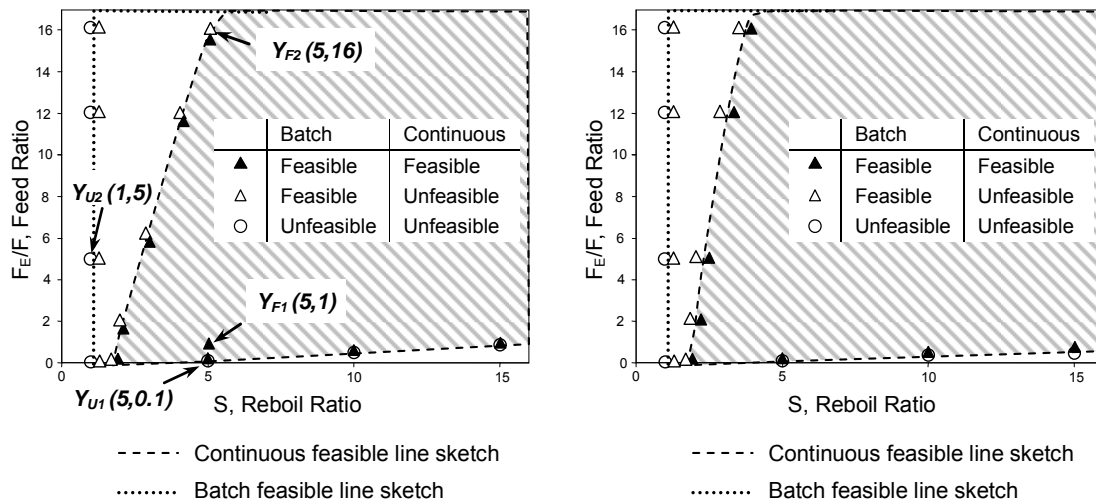 16
14
12
10
8
6
4
2
0
0
5
10
15
F_E/F, Feed Ratio
S, Reboil Ratio
Y_F2 (5,16)
Y_U2 (1,5)
Y_F1 (5,1)
Y_U1 (5,0.1)
Batch Continuous
Feasible Feasible
Feasible Unfeasible
Unfeasible Unfeasible
Continuous feasible line sketch
Batch feasible line sketch
16
14
12
10
8
6
4
2
0
0
5
10
15
F_E/F, Feed Ratio
S, Reboil Ratio
Batch Continuous
Feasible Feasible
Feasible Unfeasible
Unfeasible Unfeasible
Continuous feasible line sketch
Batch feasible line sketch